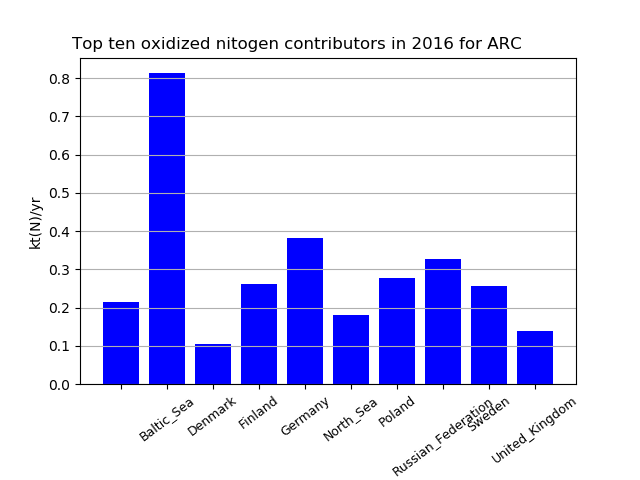 Top ten oxidized nitogen contributors in 2016 for ARC
kt(N)/yr
0.8
0.7
0.6
0.5
0.4
0.3
0.2
0.1
0.0
Baltic_Sea
Denmark
Finland
Germany
North_Sea
Poland
Russian_Federation
Sweden
United_Kingdom